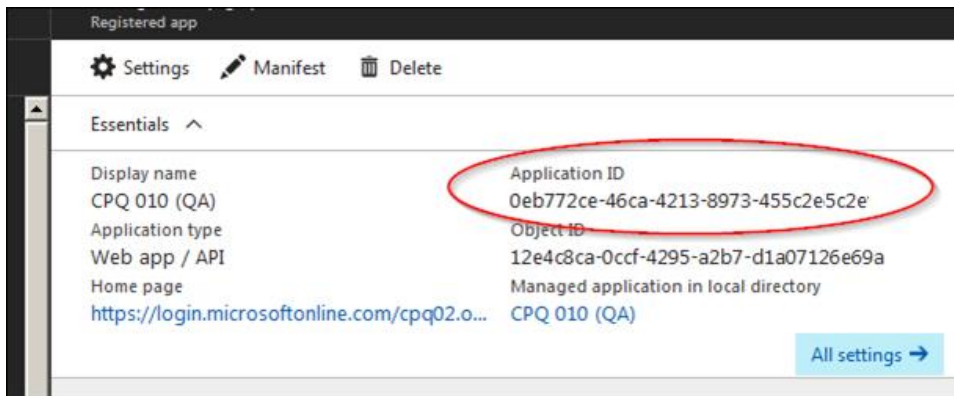 Registered app
Settings Manifest Delete
Essentials
Display name
CPQ 010 (QA)
Application type
Web app / API
Home page
https://login.microsoftonline.com/cpq02.o...
Application ID
0eb772ce-46ca-4213-8973-455c2e5c2e
Object ID
12e4c8ca-0ccf-4295-a2b7-d1a07126e69a
Managed application in local directory
CPQ 010 (QA)
All settings →